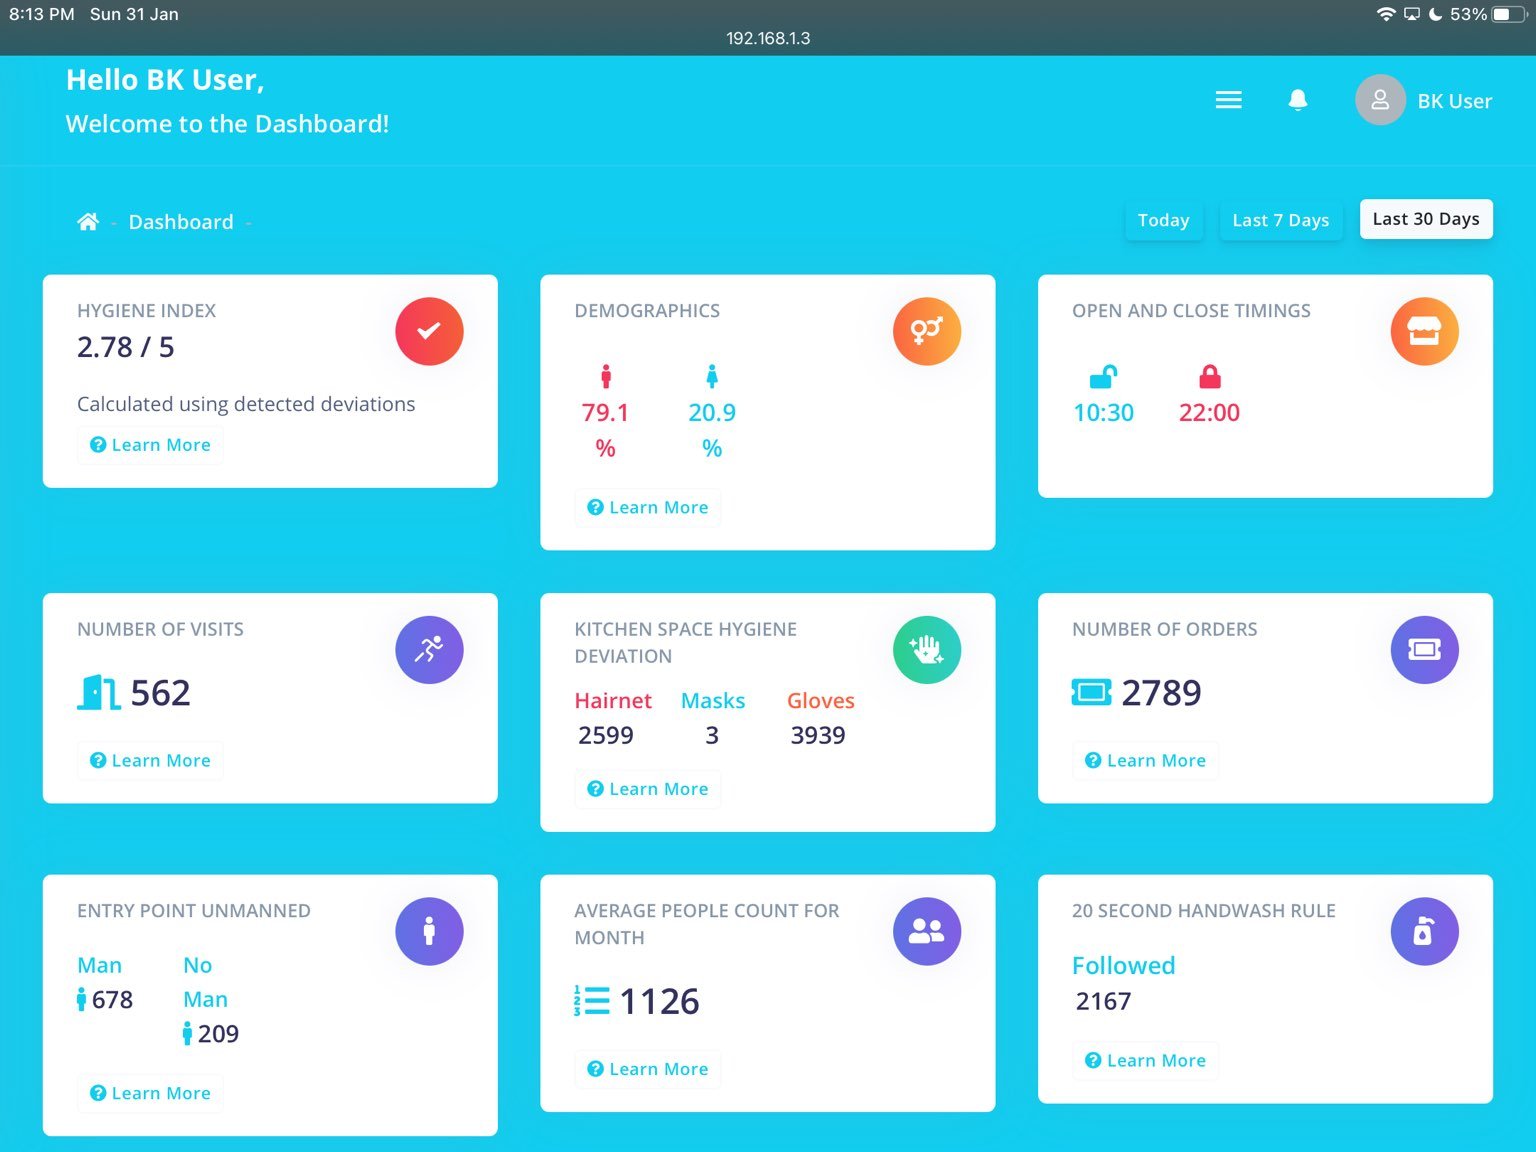 8:13 PM Sun 31 Jan
53%
192.168.1.3
Hello BK User,
Welcome to the Dashboard!
BK User
- Dashboard -
Today
Last 7 Days
Last 30 Days
HYGIENE INDEX
2.78 / 5
Calculated using detected deviations
Learn More
DEMOGRAPHICS
79.1 20.9
% %
Learn More
OPEN AND CLOSE TIMINGS
10:30 22:00
NUMBER OF VISITS
562
Learn More
KITCHEN SPACE HYGIENE
DEVIATION
Hairnet Masks Gloves
2599 3 3939
Learn More
NUMBER OF ORDERS
2789
Learn More
ENTRY POINT UNMANNED
Man
678
No
Man
209
Learn More
AVERAGE PEOPLE COUNT FOR
MONTH
1126
Learn More
20 SECOND HANDWASH RULE
Followed
2167
Learn More